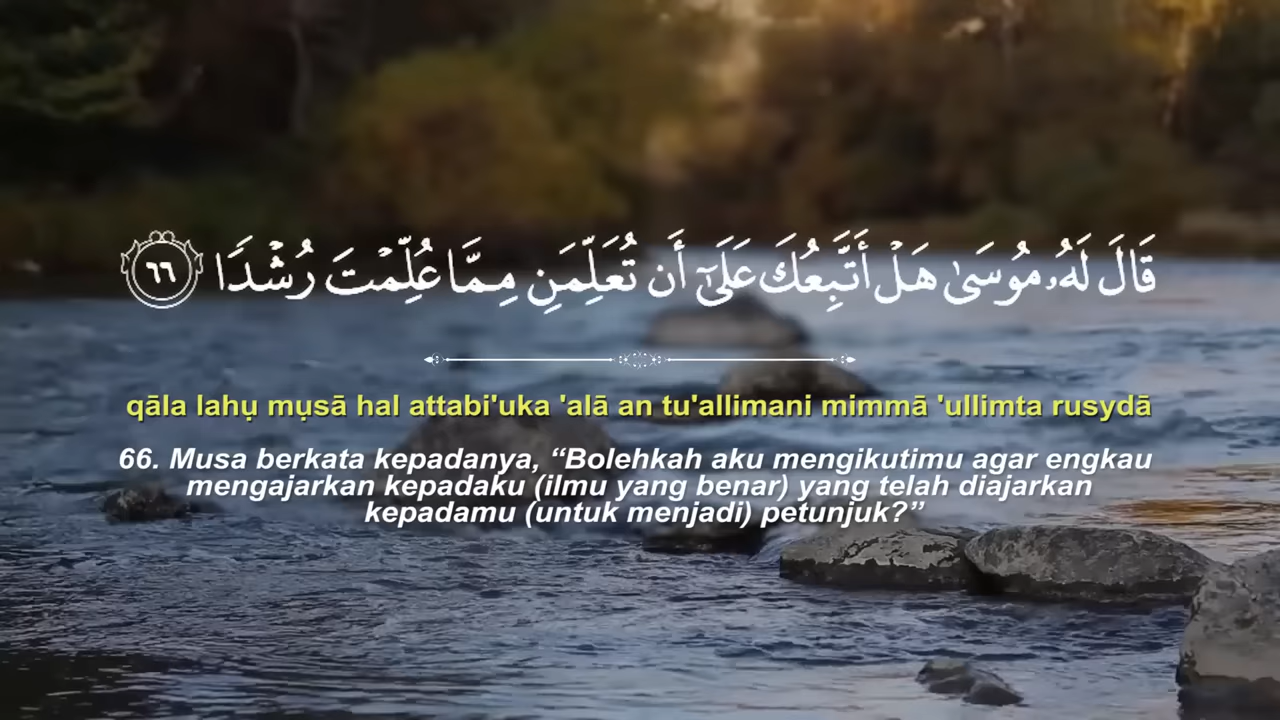 قَالَ لَهُۥ مُوسَىٰ هَلْ أَتَّبِعُكَ عَلَىٰٓ أَن تُعَلِّمَنِ مِمَّا عُلِّمْتَ رُشْدًا ٦٦
qāla lahụ mụsā hal attabi'uka 'alā an tu'allimani mimmā 'ullimta rusydā
66. Musa berkata kepadanya, “Bolehkah aku mengikutimu agar engkau
mengajarkan kepadaku (ilmu yang benar) yang telah diajarkan
kepadamu (untuk menjadi) petunjuk?”